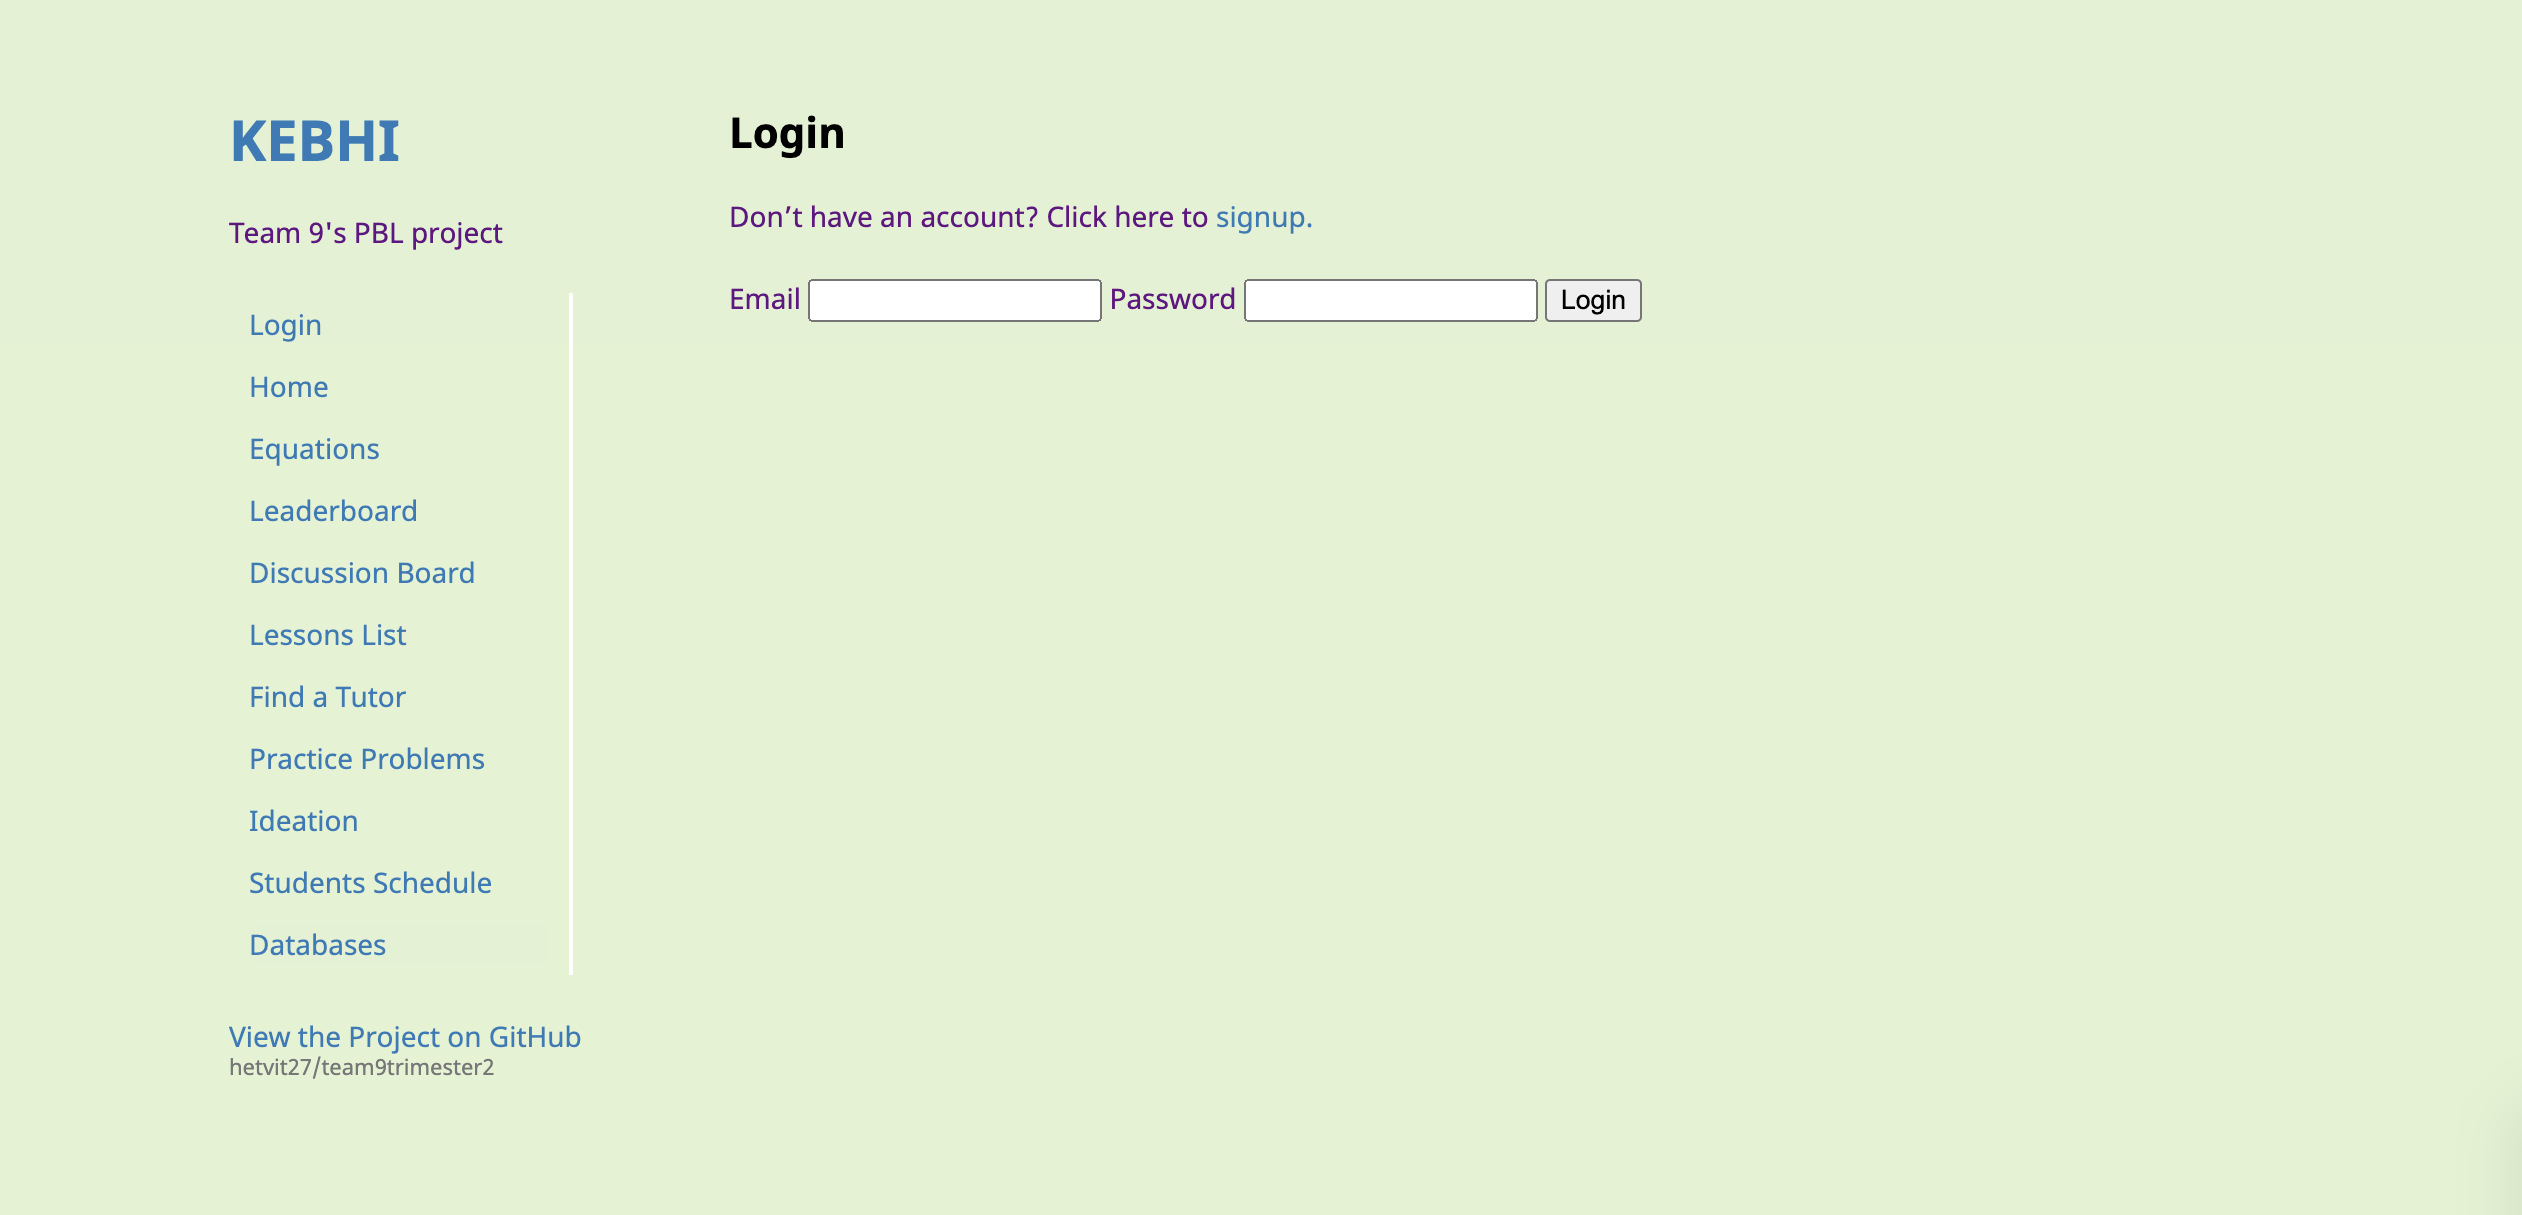 KEBHI
Team 9's PBL project
Login
Home
Equations
Leaderboard
Discussion Board
Lessons List
Find a Tutor
Practice Problems
Ideation
Students Schedule
Databases
View the Project on GitHub
hetvit27/team9trimester2
Login
Don’t have an account? Click here to signup.
Email Password Login